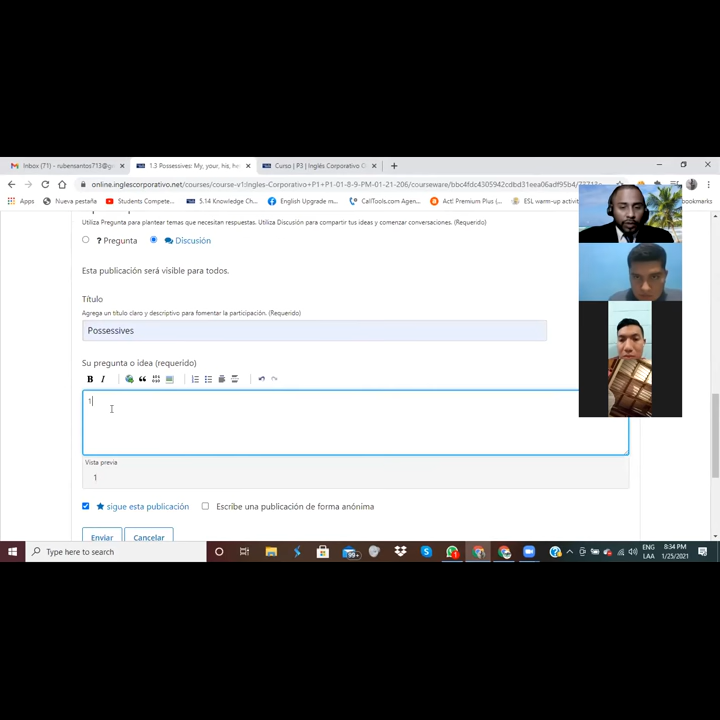 Inbox (71) - rubensantos713@g
1.3 Possessives: My, your, his, he
Curso | P3 | Inglés Corporativo
online.inglescorporativo.net/courses/course-v1:Ingles-Corporativo+P1+P1-01-8-9-PM-01-21-206/courseware/
Apps
Nueva pestaña
Students Compete...
5.14 Knowledge Ch...
English Upgrade m...
CallTools.com Agen...
Act! Premium Plus (...
ESL warm-up activi
bookmarks
Utiliza Pregunta para plantear temas que necesitan respuestas. Utiliza Discusión para compartir tus ideas y comenzar conversaciones. (Requerido)
? Pregunta
Discusión
Esta publicación será visible para todos.
Título
Agrega un título claro y descriptivo para fomentar la participación. (Requerido)
Possessives
Su pregunta o idea (requerido)
B I
1
Vista previa
1
sigue esta publicación
Escribe una publicación de forma anónima
Enviar
Cancelar
Type here to search
99+
1
ENG
LAA
8:34 PM
1/25/2021